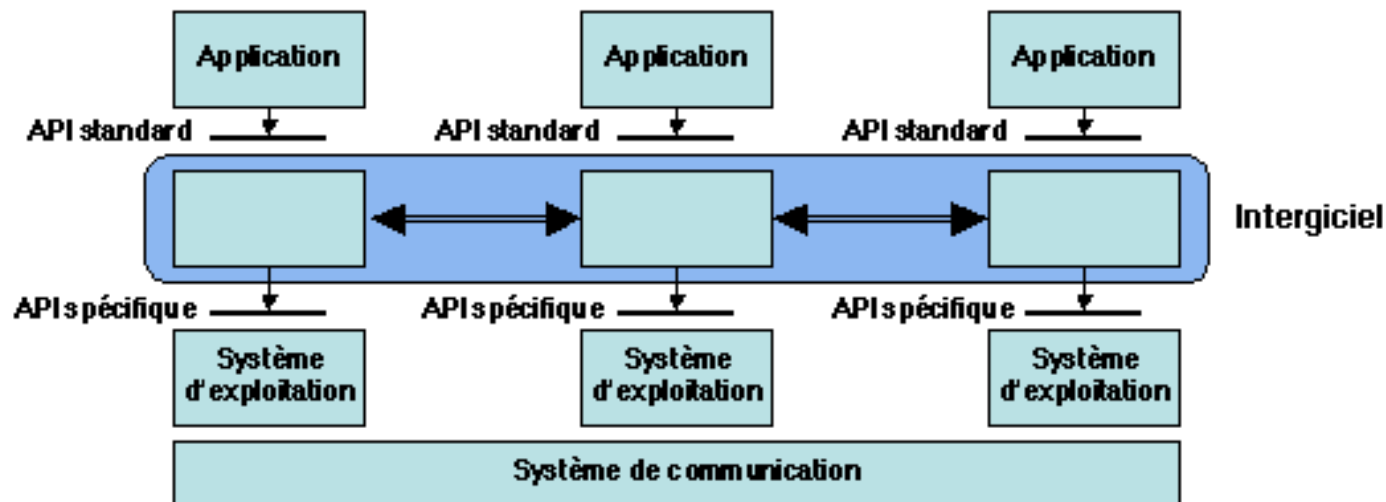 Application Application Application
API standard API standard API standard
Intergiciel
API spécifique API spécifique API spécifique
Système Système Système
d'exploitation d'exploitation d'exploitation
Système de communication